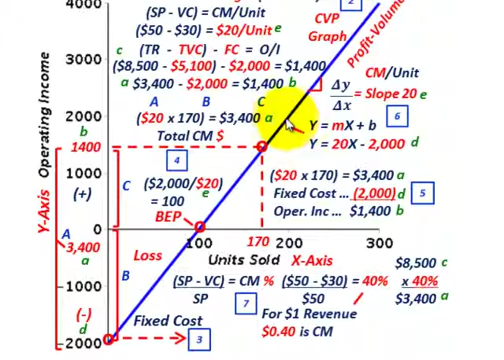 4000
(SP - VC) = CM/Unit
($50 - $30) = $20/Unit e
2
CVP
Graph
Profit-Volume
c
(TR - TVC) - FC = O/I
($8,500 - $5,100) - $2,000 = $1,400
3000
a $3,400 - $2,000 = $1,400 b
CM/Unit
Δy
Δx
= Slope 20 e
A B C
($20 x 170) = $3,400 a
Total CM $
2000
6
Y = mX + b
Y = 20X - 2,000 d
b
1400
4
Y-Axis Operating Income
1000
(+)
C
($2,000/$20)
e
= 100
BEP
($20 x 170) = $3,400 a
Fixed Cost ... (2,000) d
5
Oper. Inc ... $1,400 b
A
3,400
a
0
100
170
200
300
Loss
Units Sold X-Axis
B
-1000
(SP - VC) = CM %
SP
($50 - $30) = 40%
$50
$8,500 c
x 40%
$3,400 a
7
For $1 Revenue
$0.40 is CM
(-)
d
-2000
Fixed Cost
3